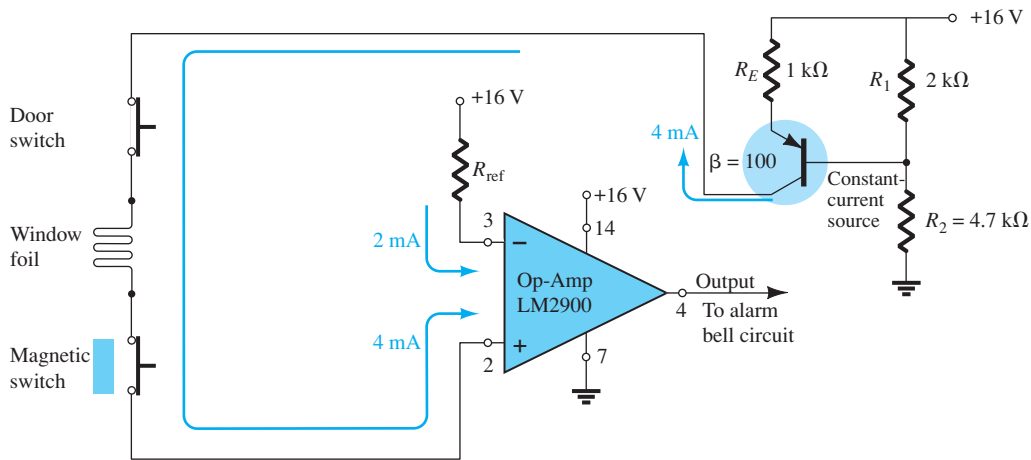 +16 V
R_E
1 kΩ
R_1
2 kΩ
Door
switch
+16 V
4 mA
β = 100
R_ref
Constant-
current
source
+16 V
R_2 = 4.7 kΩ
3
14
Window
foil
2 mA
−
Op-Amp
LM2900
Output
4
To alarm
bell circuit
4 mA
+
Magnetic
switch
2
7